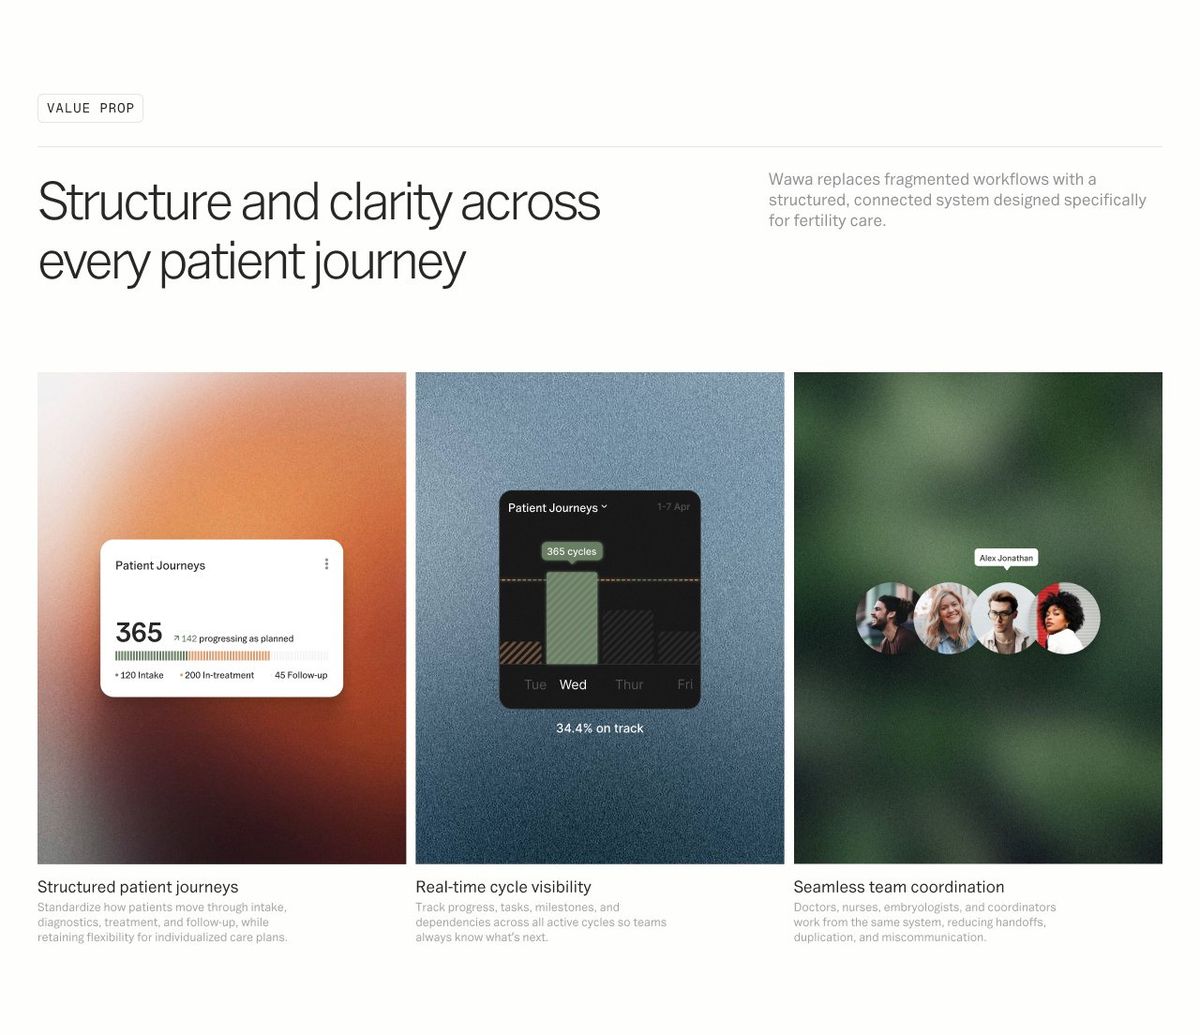 VALUE PROP
Structure and clarity across
every patient journey
Wawa replaces fragmented workflows with a
structured, connected system designed specifically
for fertility care.
Patient Journeys
365 ↗ 142 progressing as planned
• 120 Intake • 200 In-treatment 45 Follow-up
Patient Journeys 1-7 Apr
365 cycles
Tue Wed Thur Fri
34.4% on track
Alex Jonathan
Structured patient journeys
Standardize how patients move through intake,
diagnostics, treatment, and follow-up, while
retaining flexibility for individualized care plans.
Real-time cycle visibility
Track progress, tasks, milestones, and
dependencies across all active cycles so teams
always know what's next.
Seamless team coordination
Doctors, nurses, embryologists, and coordinators
work from the same system, reducing handoffs,
duplication, and miscommunication.